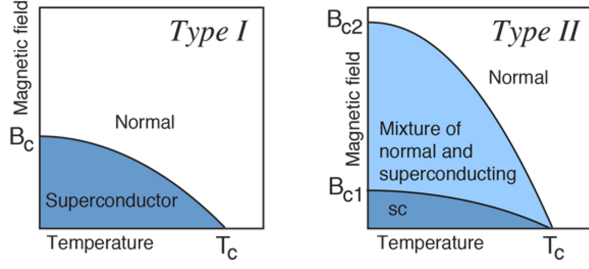 Type I
Magnetic field
Normal
Bc
Superconductor
Temperature
Tc
Type II
Bc2
Magnetic field
Normal
Mixture of
normal and
superconducting
Bc1
sc
Temperature
Tc